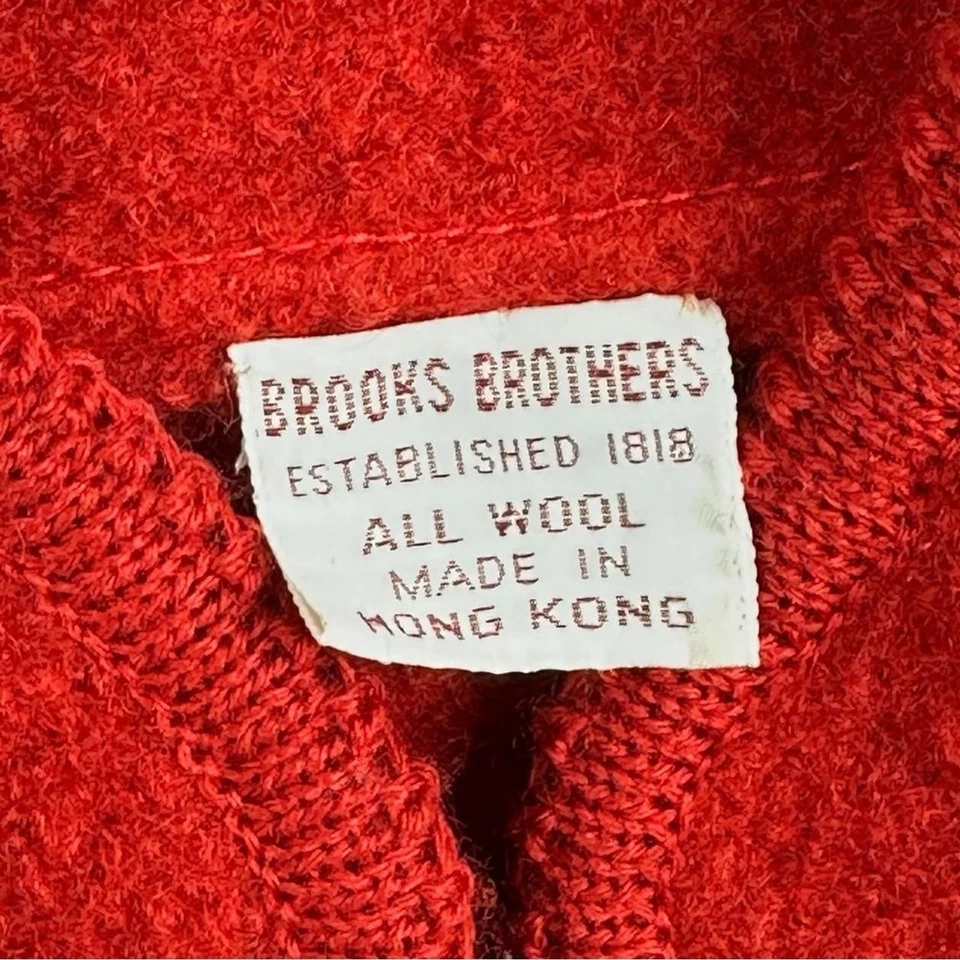 BROOKS BROTHERS
ESTABLISHED 1818
ALL WOOL
MADE IN
HONG KONG